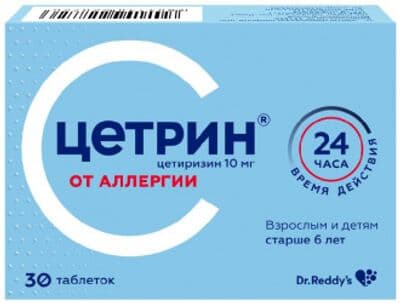 ЦЕТРИН®
цетиризин 10 мг
ОТ АЛЛЕРГИИ
24
ЧАСА
ВРЕМЯ ДЕЙСТВИЯ
Взрослым и детям
старше 6 лет
30 таблеток
Dr.Reddy's